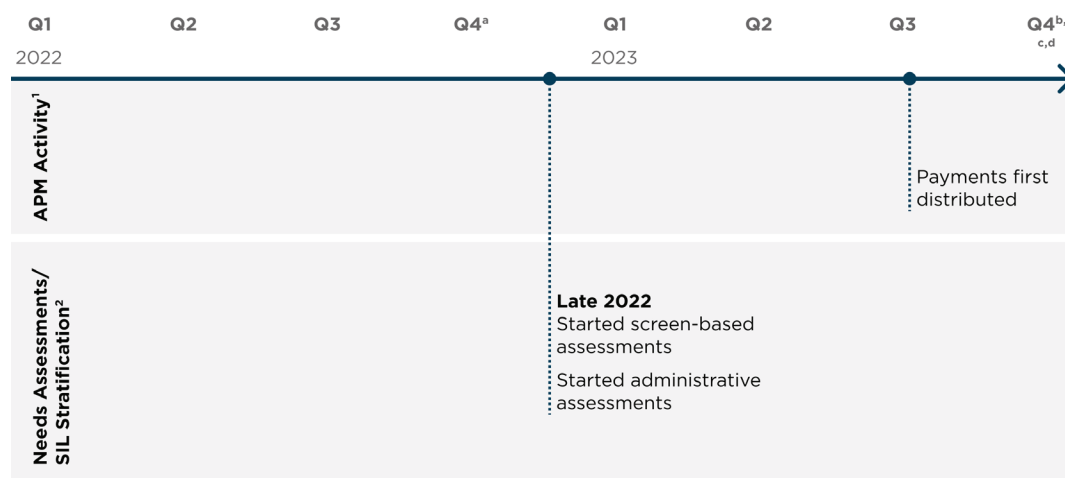 Q1 Q2 Q3 Q4ᵃ Q1 Q2 Q3 Q4ᵇ,
c,d
2022 2023
APM Activity¹
Payments first
distributed
Needs Assessments/
SIL Stratification²
Late 2022
Started screen-based
assessments
Started administrative
assessments